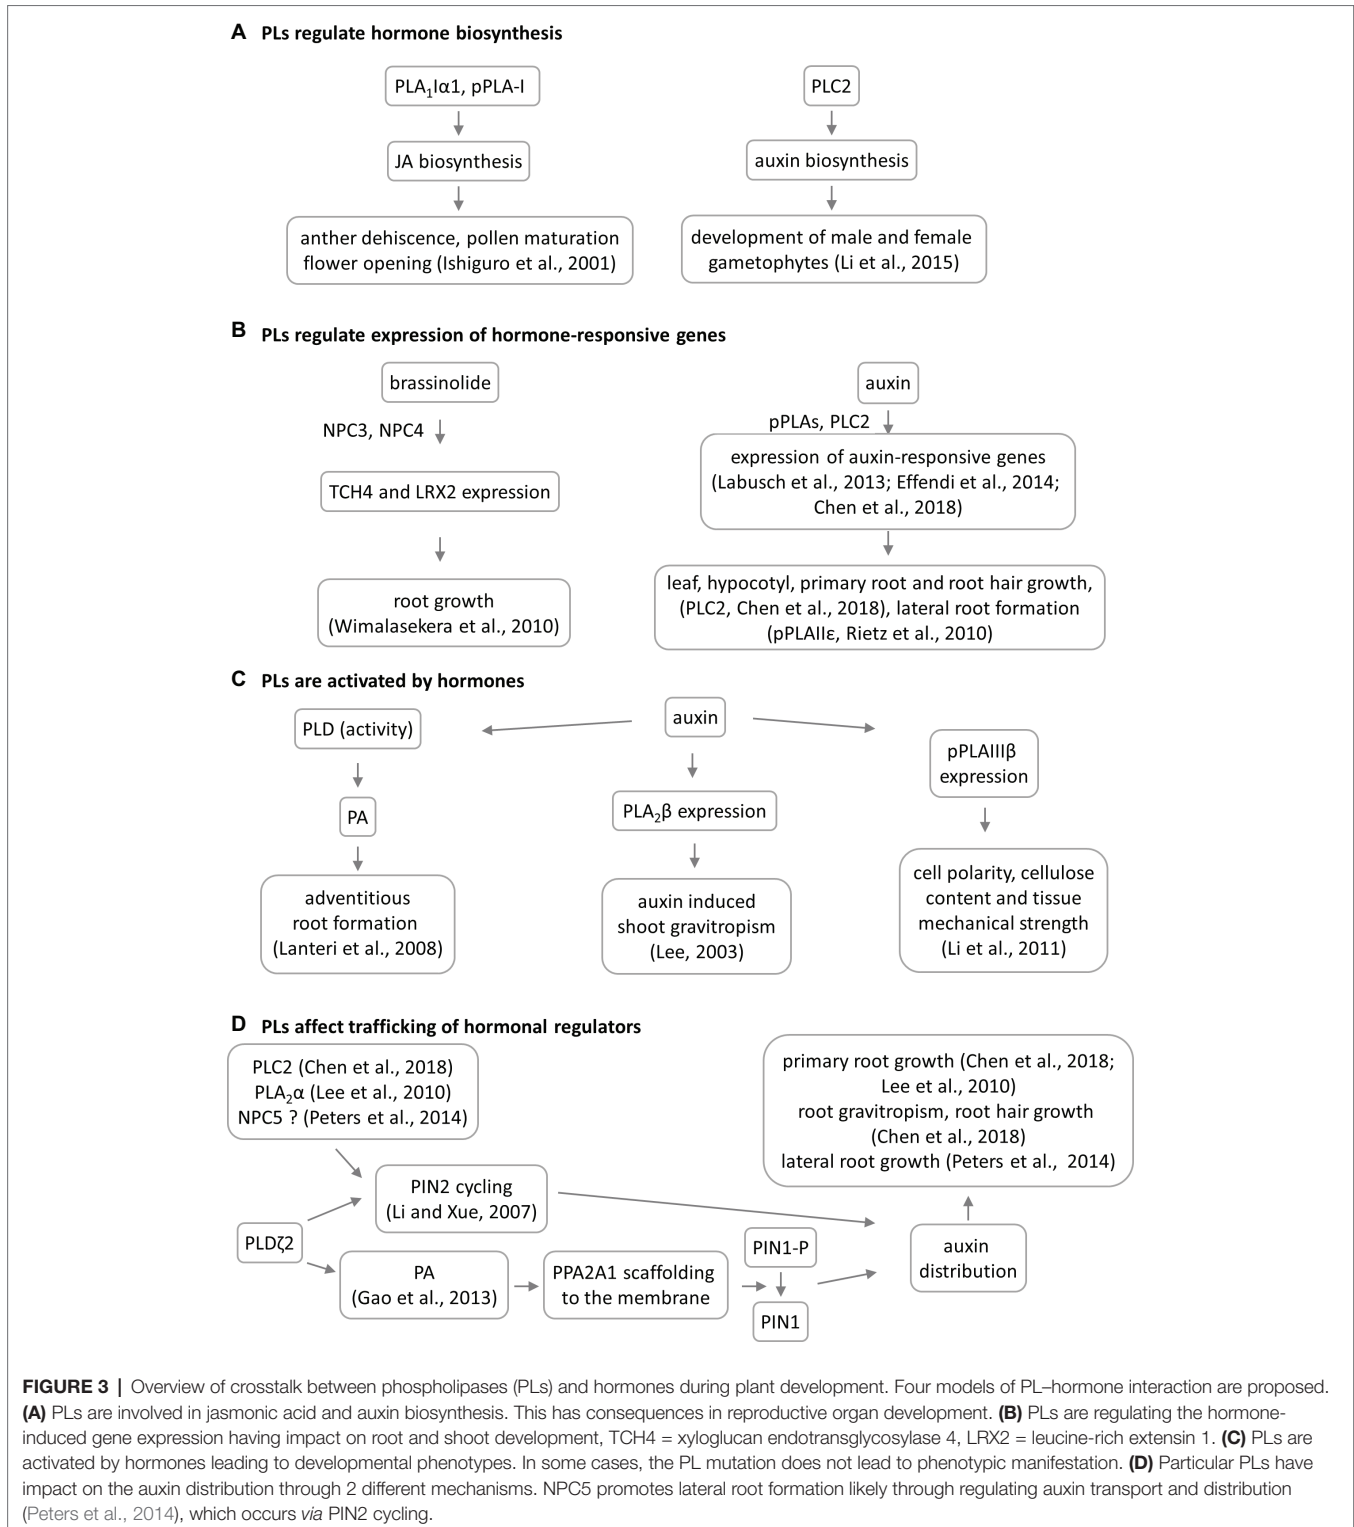 A PLs regulate hormone biosynthesis
PLA₁Iα1, pPLA-I
JA biosynthesis
anther dehiscence, pollen maturation
flower opening (Ishiguro et al., 2001)
PLC2
auxin biosynthesis
development of male and female
gametophytes (Li et al., 2015)
B PLs regulate expression of hormone-responsive genes
brassinolide
NPC3, NPC4
TCH4 and LRX2 expression
root growth
(Wimalasekera et al., 2010)
auxin
pPLAs, PLC2
expression of auxin-responsive genes
(Labusch et al., 2013; Effendi et al., 2014;
Chen et al., 2018)
leaf, hypocotyl, primary root and root hair growth,
(PLC2, Chen et al., 2018), lateral root formation
(pPLAIIε, Rietz et al., 2010)
C PLs are activated by hormones
PLD (activity)
PA
adventitious
root formation
(Lanteri et al., 2008)
auxin
PLA₂β expression
auxin induced
shoot gravitropism
(Lee, 2003)
pPLAIIIβ
expression
cell polarity, cellulose
content and tissue
mechanical strength
(Li et al., 2011)
D PLs affect trafficking of hormonal regulators
PLC2 (Chen et al., 2018)
PLA₂α (Lee et al., 2010)
NPC5 ? (Peters et al., 2014)
PIN2 cycling
(Li and Xue, 2007)
PLDζ2
PA
(Gao et al., 2013)
PPA2A1 scaffolding
to the membrane
PIN1-P
PIN1
auxin
distribution
primary root growth (Chen et al., 2018;
Lee et al., 2010)
root gravitropism, root hair growth
(Chen et al., 2018)
lateral root growth (Peters et al., 2014)
FIGURE 3 | Overview of crosstalk between phospholipases (PLs) and hormones during plant development. Four models of PL–hormone interaction are proposed.
(A) PLs are involved in jasmonic acid and auxin biosynthesis. This has consequences in reproductive organ development. (B) PLs are regulating the hormone-
induced gene expression having impact on root and shoot development, TCH4 = xyloglucan endotransglycosylase 4, LRX2 = leucine-rich extensin 1. (C) PLs are
activated by hormones leading to developmental phenotypes. In some cases, the PL mutation does not lead to phenotypic manifestation. (D) Particular PLs have
impact on the auxin distribution through 2 different mechanisms. NPC5 promotes lateral root formation likely through regulating auxin transport and distribution
(Peters et al., 2014), which occurs via PIN2 cycling.